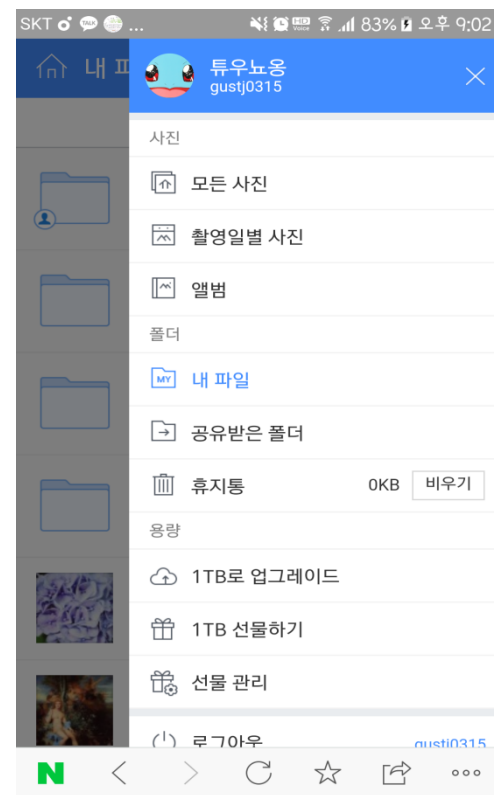 SKT ... 83% 오후 9:02
내 파
튜우뇨옹
gustj0315
사진
모든 사진
촬영일별 사진
앨범
폴더
MY 내 파일
공유받은 폴더
휴지통 0KB 비우기
용량
1TB로 업그레이드
1TB 선물하기
선물 관리
로그아웃 gustj0315
N